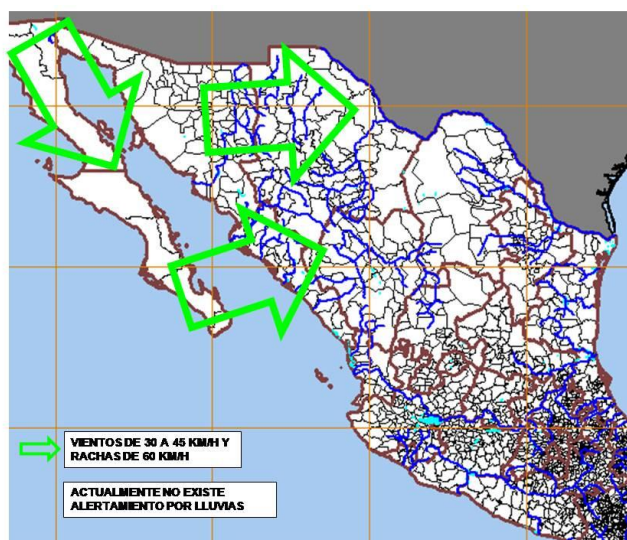 VIENTOS DE 30 A 45 KM/H Y
RACHAS DE 60 KM/H
ACTUALMENTE NO EXISTE
ALERTAMIENTO POR LLUVIAS